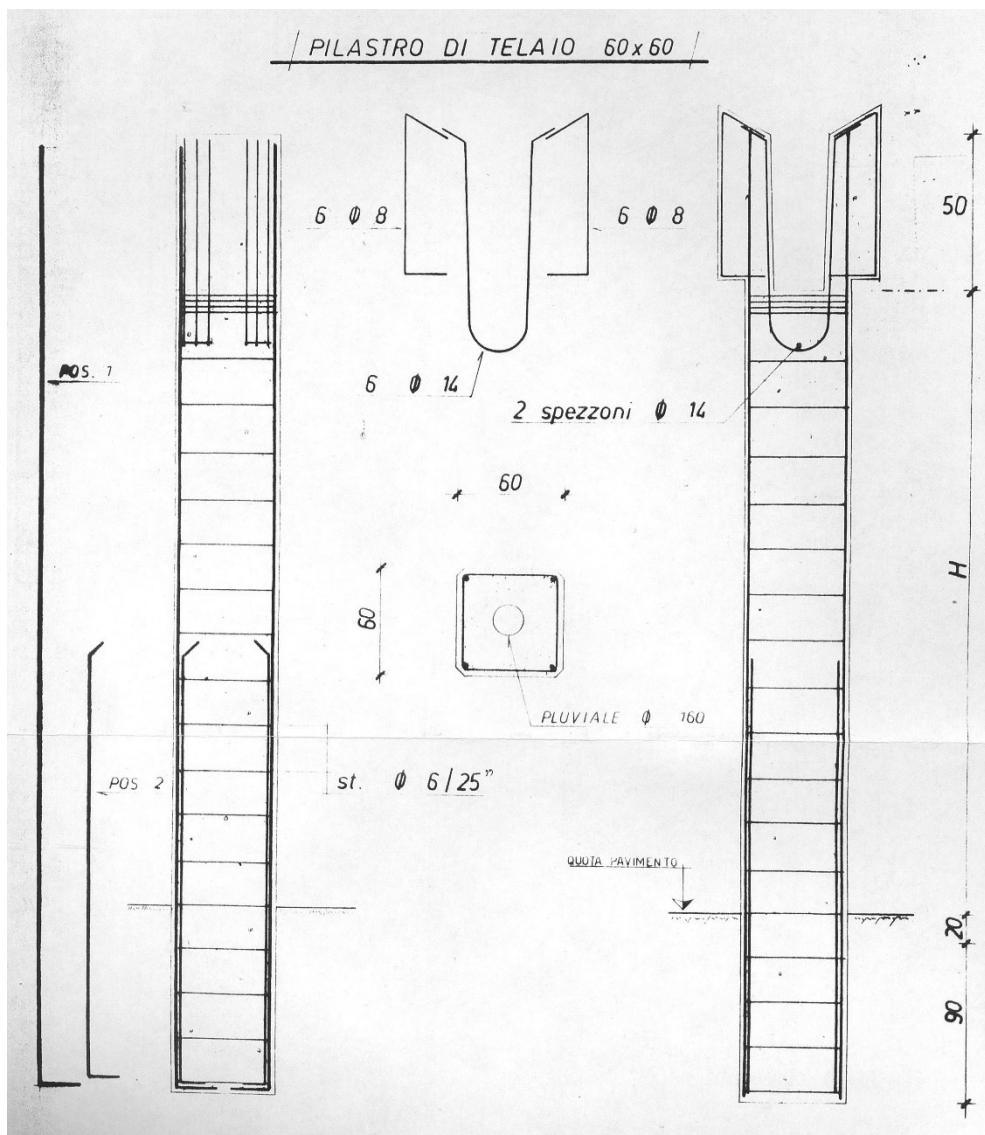 PILASTRO DI TELAIO 60x60
50
6 Φ 8
6 Φ 8
POS. 1
6 Φ 14
2 spezzoni Φ 14
60
60
H
PLUVIALE Φ 160
POS 2
st. Φ 6/25"
QUOTA PAVIMENTO
20
90